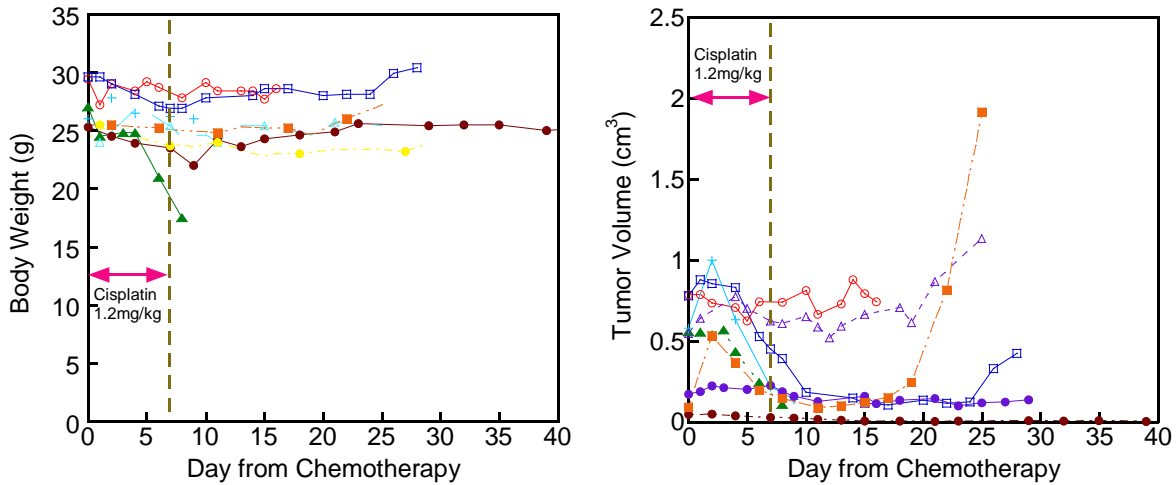 35
30
25
20
15
10
5
0
Body Weight (g)
Cisplatin
1.2mg/kg
0 5 10 15 20 25 30 35 40
Day from Chemotherapy
2.5
2
1.5
1
0.5
0
Tumor Volume (cm³)
Cisplatin
1.2mg/kg
0 5 10 15 20 25 30 35 40
Day from Chemotherapy